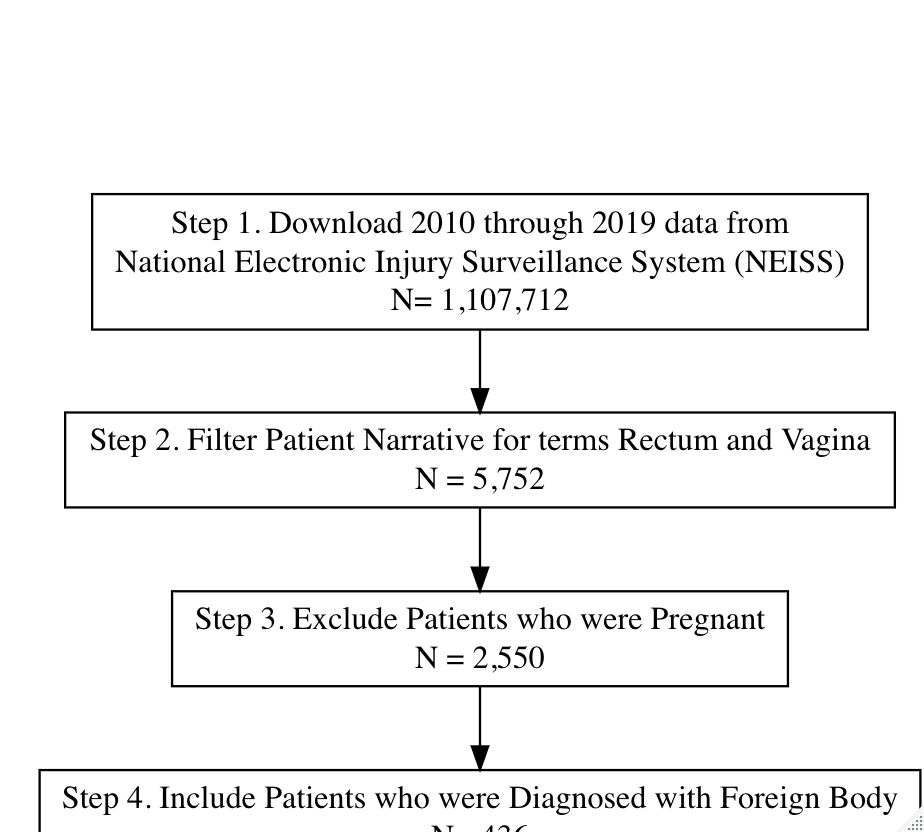 Step 1. Download 2010 through 2019 data from
National Electronic Injury Surveillance System (NEISS)
N= 1,107,712
Step 2. Filter Patient Narrative for terms Rectum and Vagina
N = 5,752
Step 3. Exclude Patients who were Pregnant
N = 2,550
Step 4. Include Patients who were Diagnosed with Foreign Body